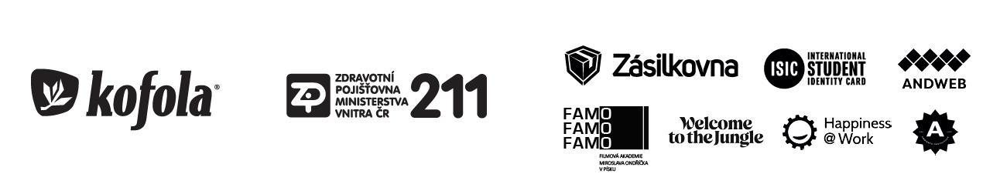 kofola®
ZP
ZDRAVOTNÍ
POJIŠŤOVNA
MINISTERSTVA
VNITRA ČR
211
Zásilkovna
ISIC
INTERNATIONAL
STUDENT
IDENTITY CARD
ANDWEB
FAMO
FAMO
FAMO
FILMOVÁ AKADEMIE
MIROSLAVA ONDŘÍČKA
V PÍSKU
Welcome
to the Jungle
Happiness
@ Work
A